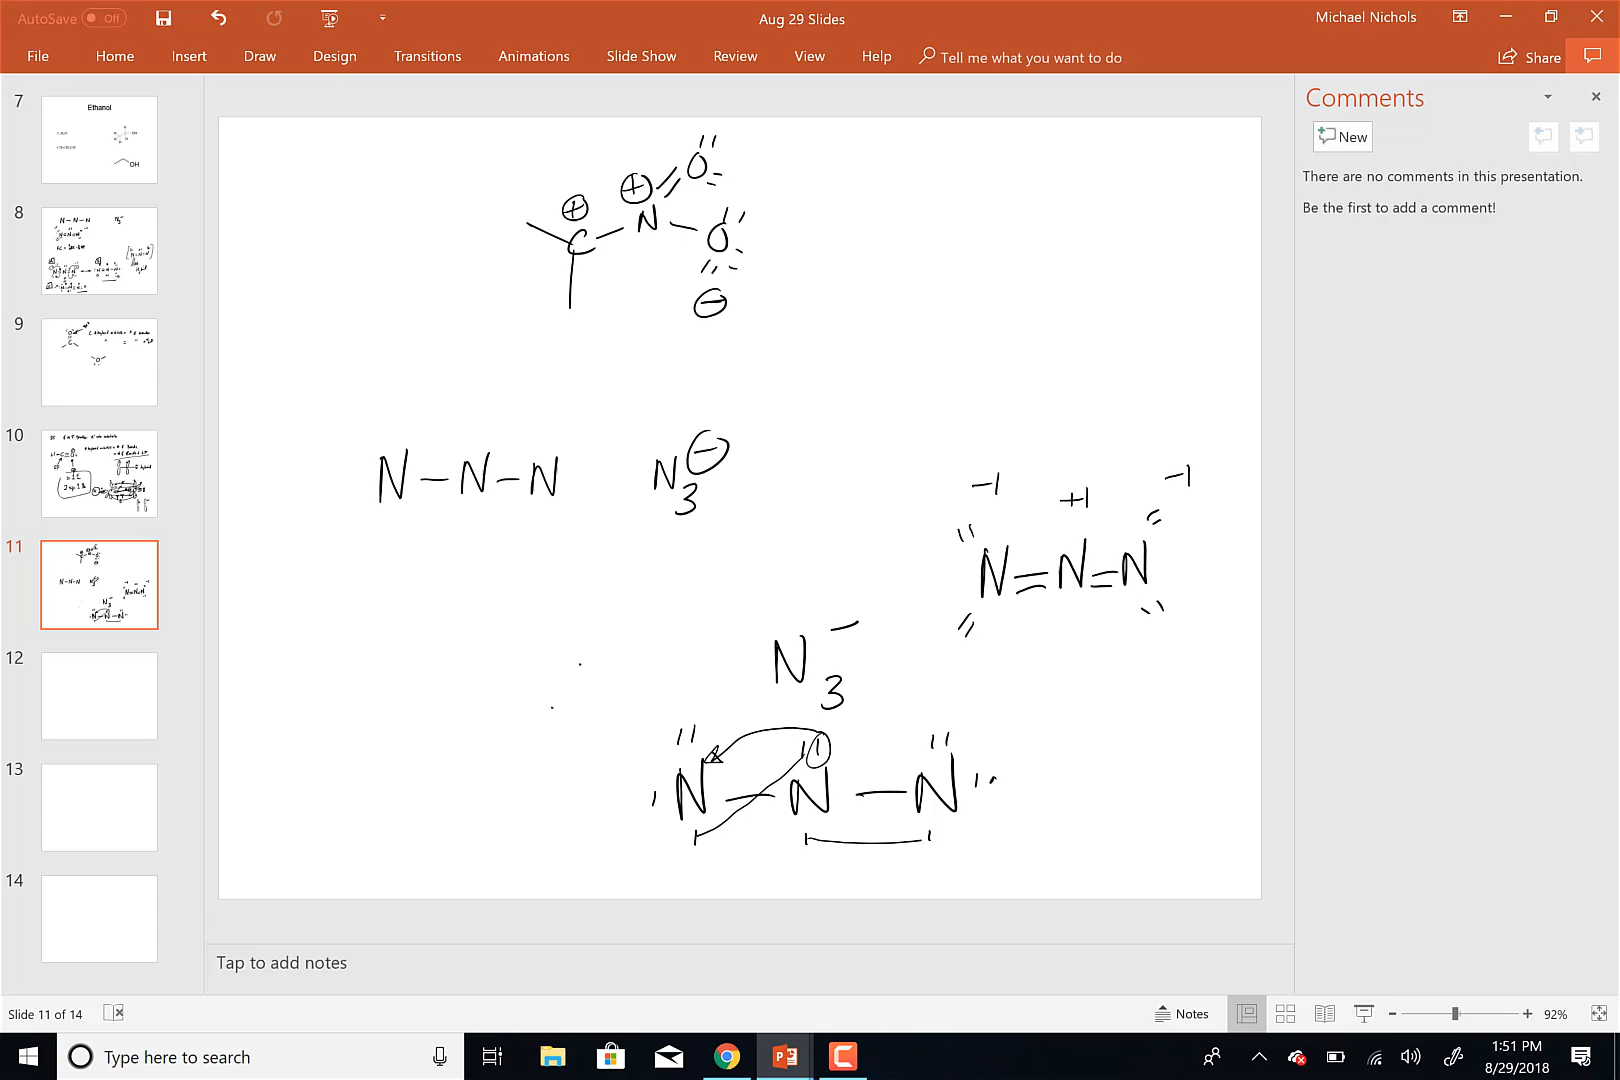 AutoSave Off
Aug 29 Slides
Michael Nichols
File Home Insert Draw Design Transitions Animations Slide Show Review View Help Tell me what you want to do
Share
7
Ethanol
OH
8
N-N-N
9
10
11
12
13
14
⊕ ⊕ O
C - N - O
⊖
N - N - N N3⊖
-1 +1 -1
N=N=N
N3 -
N - N - N
Comments
New
There are no comments in this presentation.
Be the first to add a comment!
Tap to add notes
Slide 11 of 14
Notes
92%
Type here to search
1:51 PM
8/29/2018